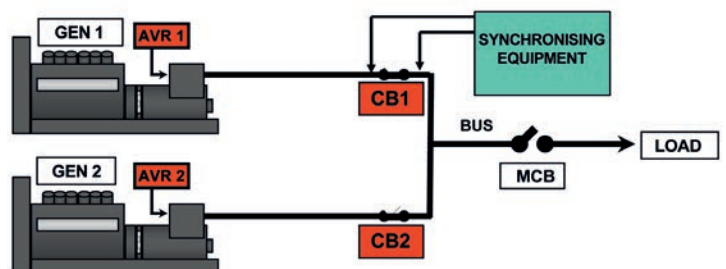 GEN 1
AVR 1
SYNCHRONISING
EQUIPMENT
CB1
BUS
LOAD
MCB
GEN 2
AVR 2
CB2